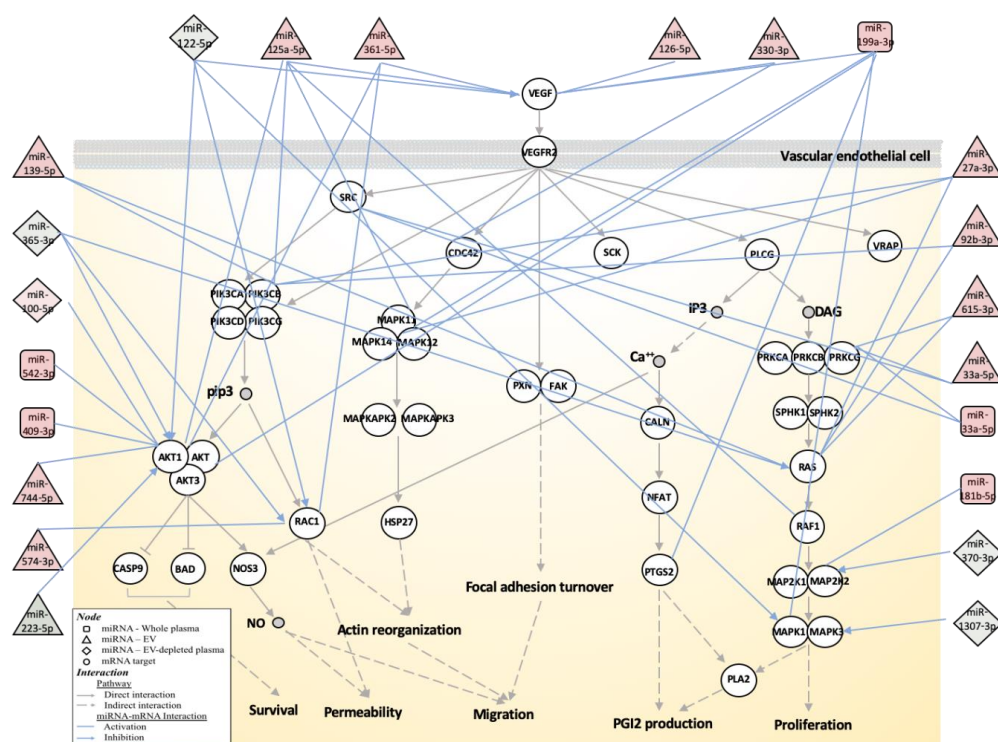 miR-
122-5p
miR-
125a-5p
miR-
361-5p
miR-
126-5p
miR-
330-3p
miR-
199a-3p
VEGF
VEGFR2
Vascular endothelial cell
miR-
139-5p
miR-
27a-3p
SRC
miR-
365-3p
miR-
92b-3p
CDC42
SCK
PLCG
VRAP
miR-
100-5p
PIK3CA
PIK3CB
PIK3CD
PIK3CG
MAPK11
MAPK14
MAPK12
iP3
DAG
miR-
615-3p
miR-
542-3p
pip3
PXN
FAK
Ca++
PRKCA
PRKCB
PRKCG
miR-
33a-5p
miR-
409-3p
MAPKAPK2
MAPKAPK3
CALN
SPHK1
SPHK2
miR-
33a-5p
AKT1
AKT
AKT3
RAS
miR-
744-5p
miR-
181b-5p
NFAT
RAC1
HSP27
RAF1
miR-
574-3p
miR-
370-3p
CASP9
BAD
NOS3
PTGS2
MAP2K1
MAP2K2
Focal adhesion turnover
miR-
223-5p
miR-
1307-3p
NO
Actin reorganization
MAPK1
MAPK3
PLA2
Survival
Permeability
Migration
PGI2 production
Proliferation
Node
miRNA - Whole plasma
miRNA – EV
miRNA – EV-depleted plasma
mRNA target
Interaction
Pathway
Direct interaction
Indirect interaction
miRNA-mRNA Interaction
Activation
Inhibition